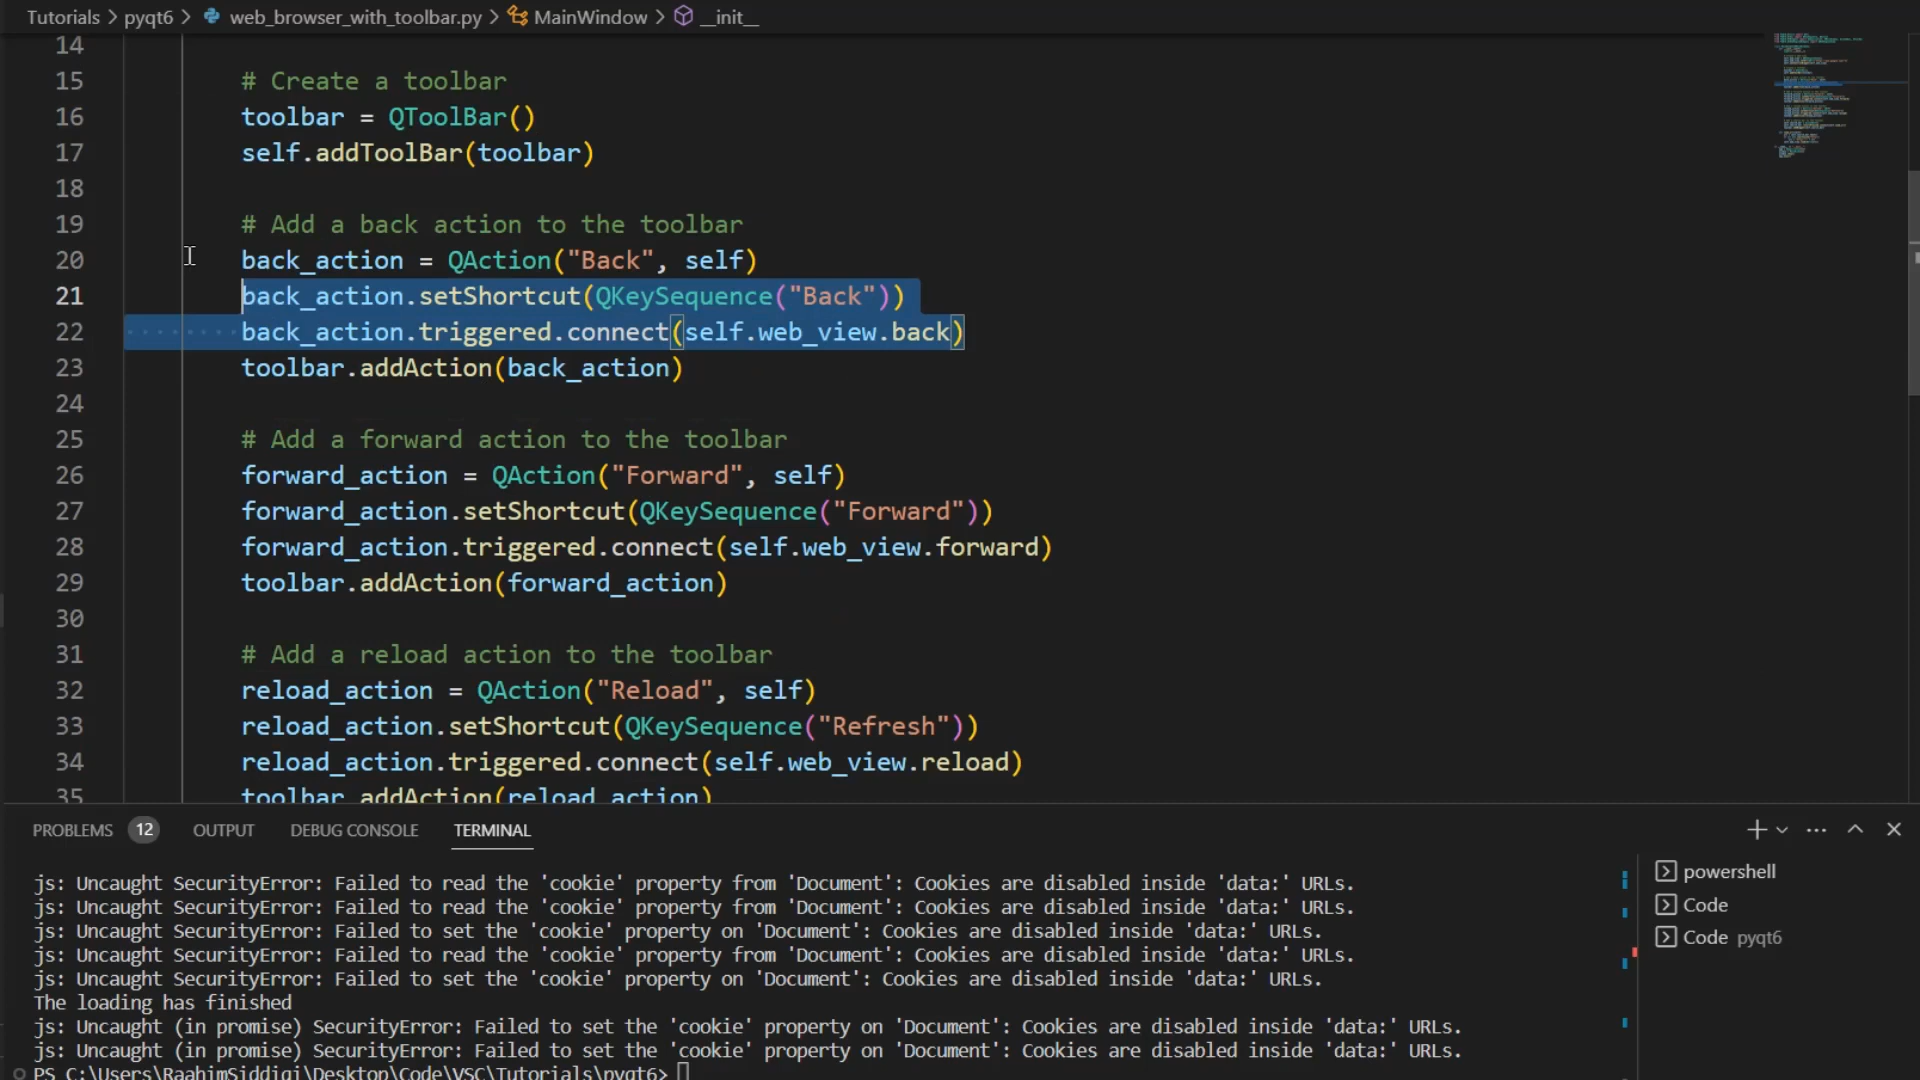 Tutorials > pyqt6 > web_browser_with_toolbar.py > MainWindow > __init__
14
15 # Create a toolbar
16 toolbar = QToolBar()
17 self.addToolBar(toolbar)
18
19 # Add a back action to the toolbar
20 back_action = QAction("Back", self)
21 back_action.setShortcut(QKeySequence("Back"))
22 back_action.triggered.connect(self.web_view.back)
23 toolbar.addAction(back_action)
24
25 # Add a forward action to the toolbar
26 forward_action = QAction("Forward", self)
27 forward_action.setShortcut(QKeySequence("Forward"))
28 forward_action.triggered.connect(self.web_view.forward)
29 toolbar.addAction(forward_action)
30
31 # Add a reload action to the toolbar
32 reload_action = QAction("Reload", self)
33 reload_action.setShortcut(QKeySequence("Refresh"))
34 reload_action.triggered.connect(self.web_view.reload)
35 toolbar.addAction(reload_action)
PROBLEMS 12 OUTPUT DEBUG CONSOLE TERMINAL
js: Uncaught SecurityError: Failed to read the 'cookie' property from 'Document': Cookies are disabled inside 'data:' URLs.
js: Uncaught SecurityError: Failed to read the 'cookie' property from 'Document': Cookies are disabled inside 'data:' URLs.
js: Uncaught SecurityError: Failed to set the 'cookie' property on 'Document': Cookies are disabled inside 'data:' URLs.
js: Uncaught SecurityError: Failed to read the 'cookie' property from 'Document': Cookies are disabled inside 'data:' URLs.
js: Uncaught SecurityError: Failed to set the 'cookie' property on 'Document': Cookies are disabled inside 'data:' URLs.
The loading has finished
js: Uncaught (in promise) SecurityError: Failed to set the 'cookie' property on 'Document': Cookies are disabled inside 'data:' URLs.
js: Uncaught (in promise) SecurityError: Failed to set the 'cookie' property on 'Document': Cookies are disabled inside 'data:' URLs.
PS C:\Users\RaahimSiddiqi\Desktop\Code\VSC\Tutorials\pyqt6>
powershell
Code
Code pyqt6